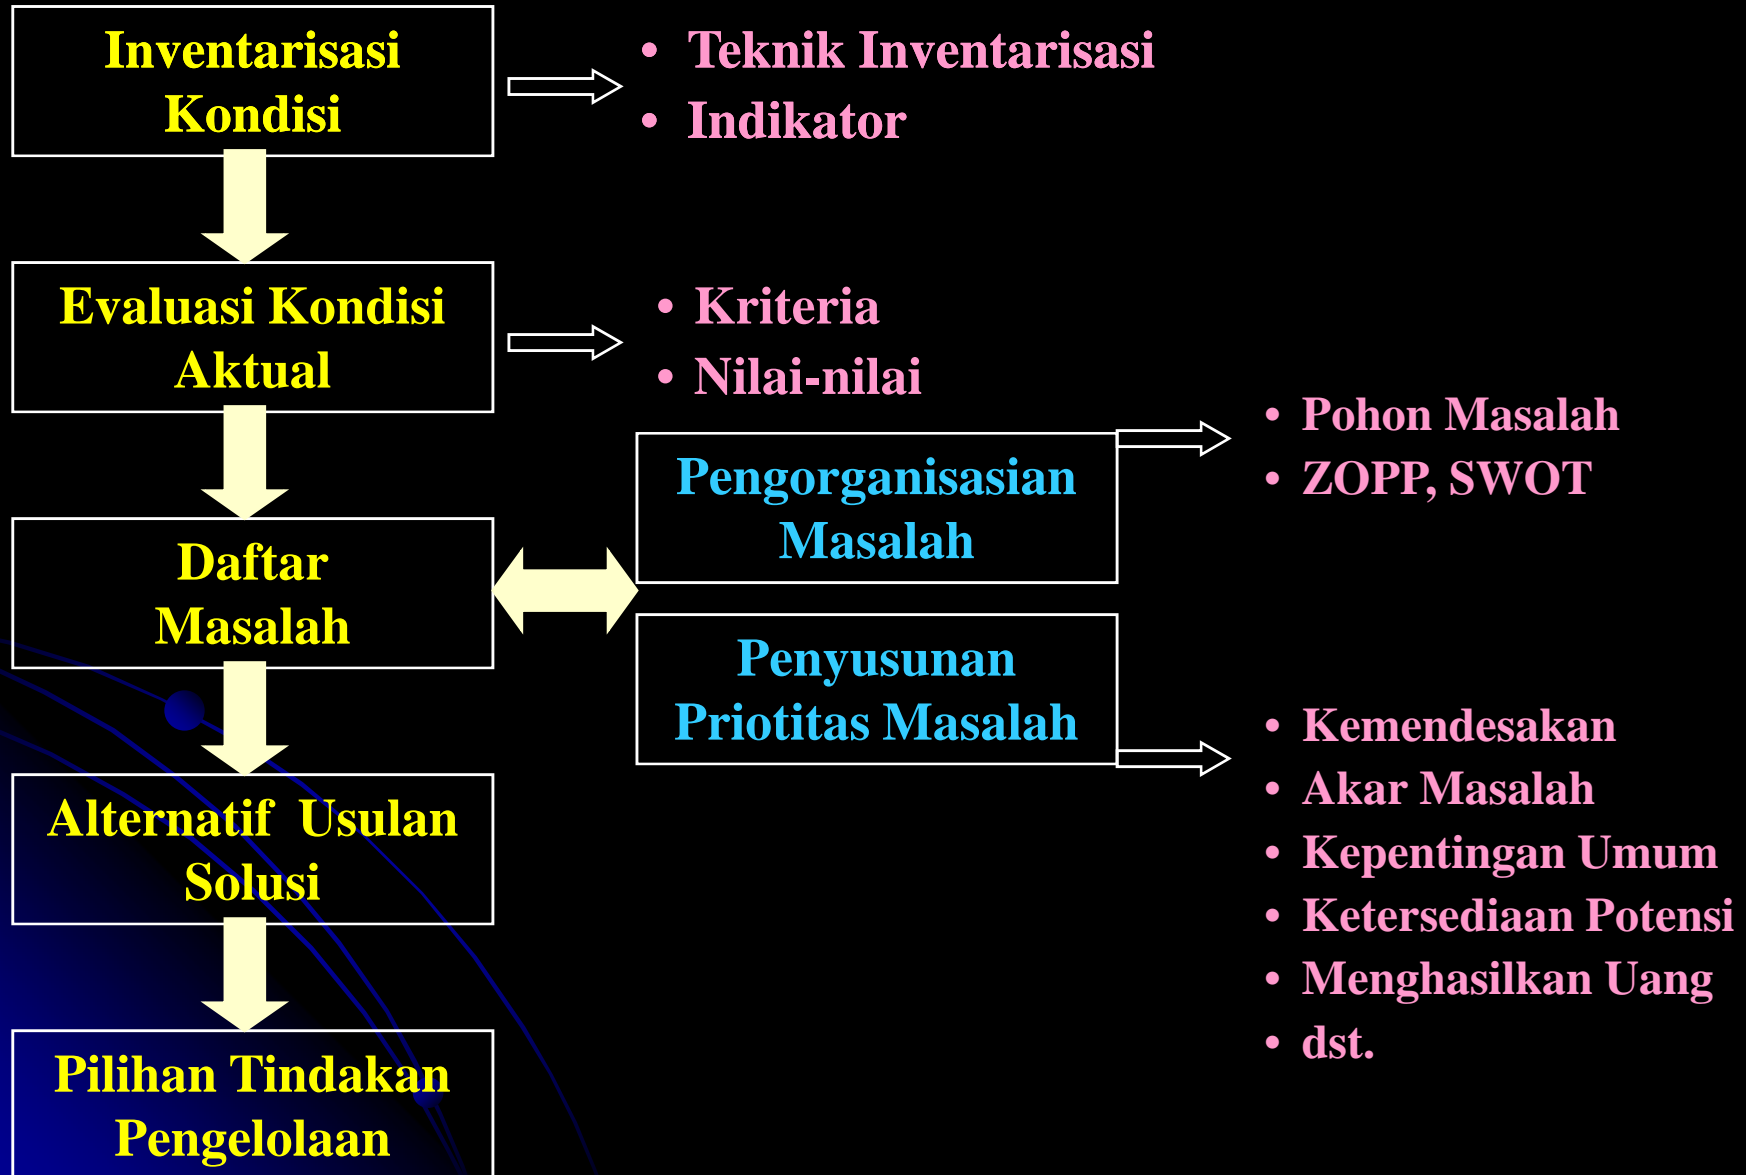 Inventarisasi
Kondisi
• Teknik Inventarisasi
• Indikator
Evaluasi Kondisi
Aktual
• Kriteria
• Nilai-nilai
Daftar
Masalah
Pengorganisasian
Masalah
• Pohon Masalah
• ZOPP, SWOT
Penyusunan
Priotitas Masalah
• Kemendesakan
• Akar Masalah
• Kepentingan Umum
• Ketersediaan Potensi
• Menghasilkan Uang
• dst.
Alternatif Usulan
Solusi
Pilihan Tindakan
Pengelolaan